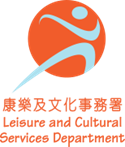 康樂及文化事務署
Leisure and Cultural
Services Department